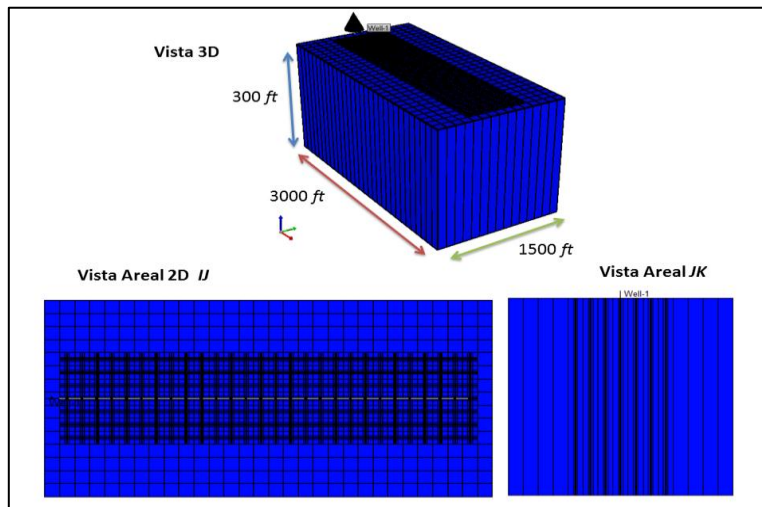 Well-1
Vista 3D
300 ft
3000 ft
1500 ft
Vista Areal 2D IJ
Vista Areal JK
Well-1